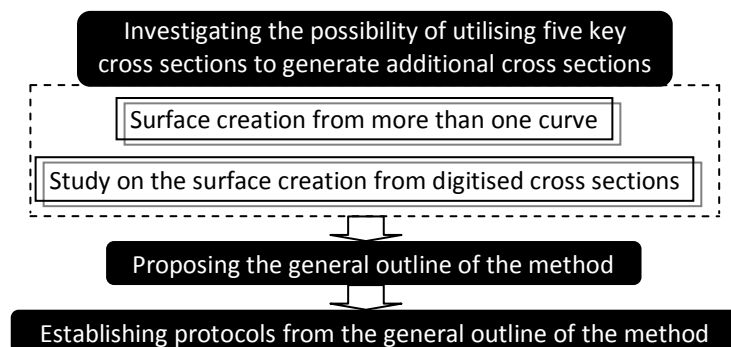 Investigating the possibility of utilising five key
cross sections to generate additional cross sections
Surface creation from more than one curve
Study on the surface creation from digitised cross sections
Proposing the general outline of the method
Establishing protocols from the general outline of the method